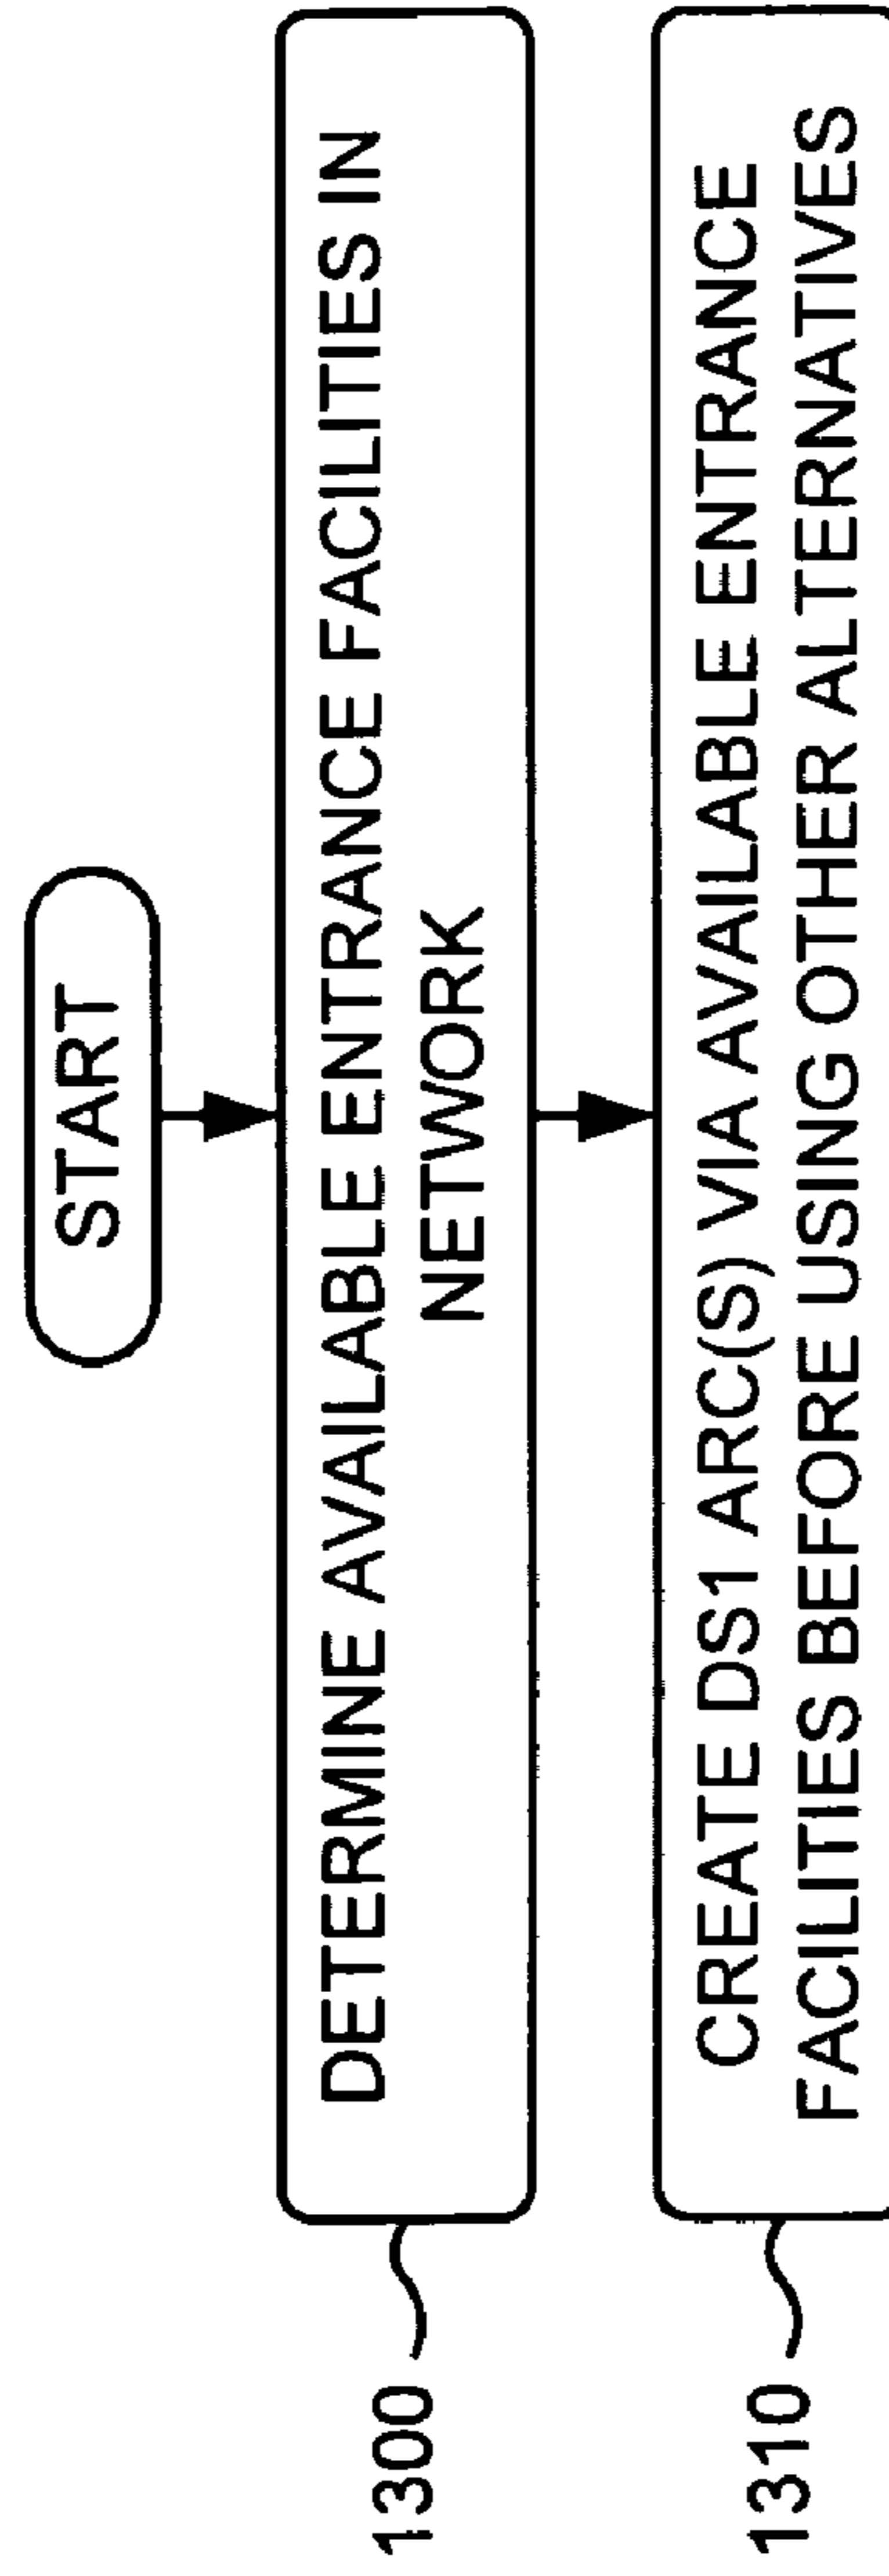 START
DETERMINE AVAILABLE ENTRANCE FACILITIES IN
NETWORK
1300
CREATE DS1 ARC(S) VIA AVAILABLE ENTRANCE
FACILITIES BEFORE USING OTHER ALTERNATIVES
1310